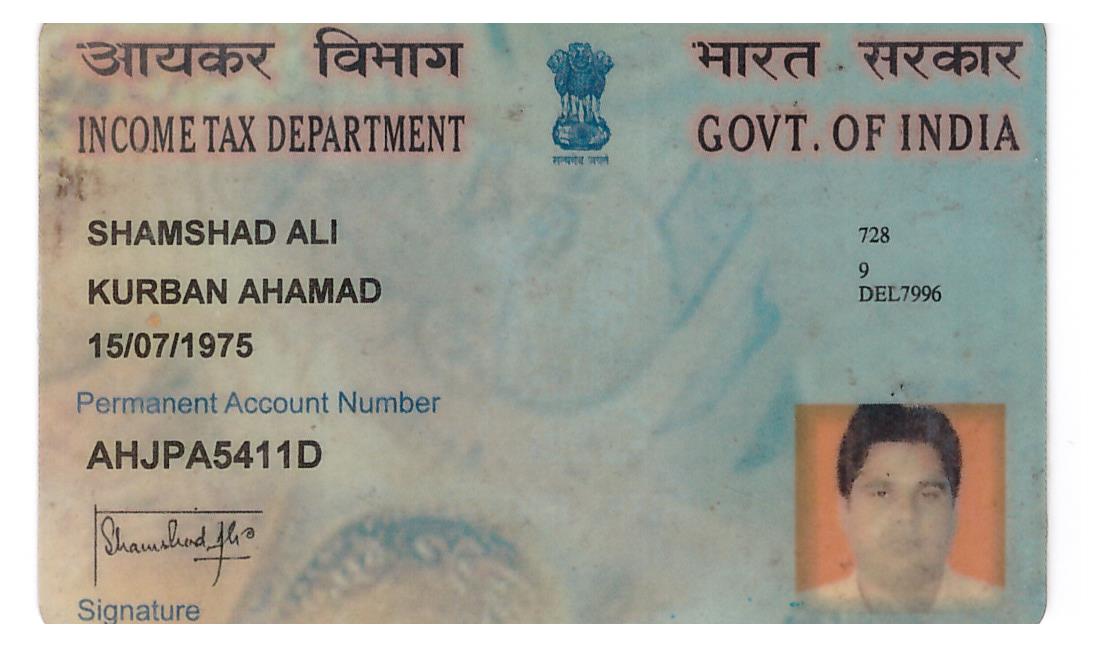 आयकर विभाग
भारत सरकार
INCOME TAX DEPARTMENT
GOVT. OF INDIA
सत्यमेव जयते
SHAMSHAD ALI
728
KURBAN AHAMAD
9
DEL7996
15/07/1975
Permanent Account Number
AHJPA5411D
Shamshad Ali
Signature